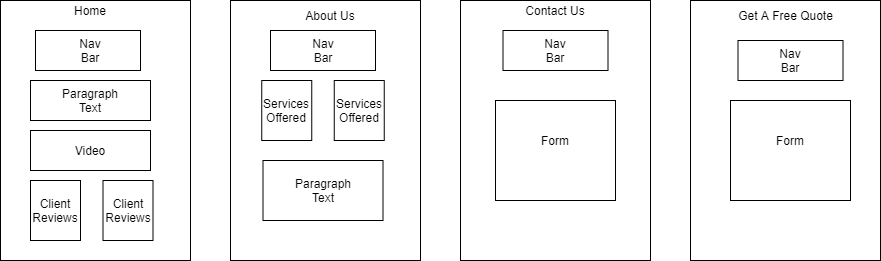 Home
Nav
Bar
Paragraph
Text
Video
Client
Reviews
Client
Reviews
About Us
Nav
Bar
Services
Offered
Services
Offered
Paragraph
Text
Contact Us
Nav
Bar
Form
Get A Free Quote
Nav
Bar
Form